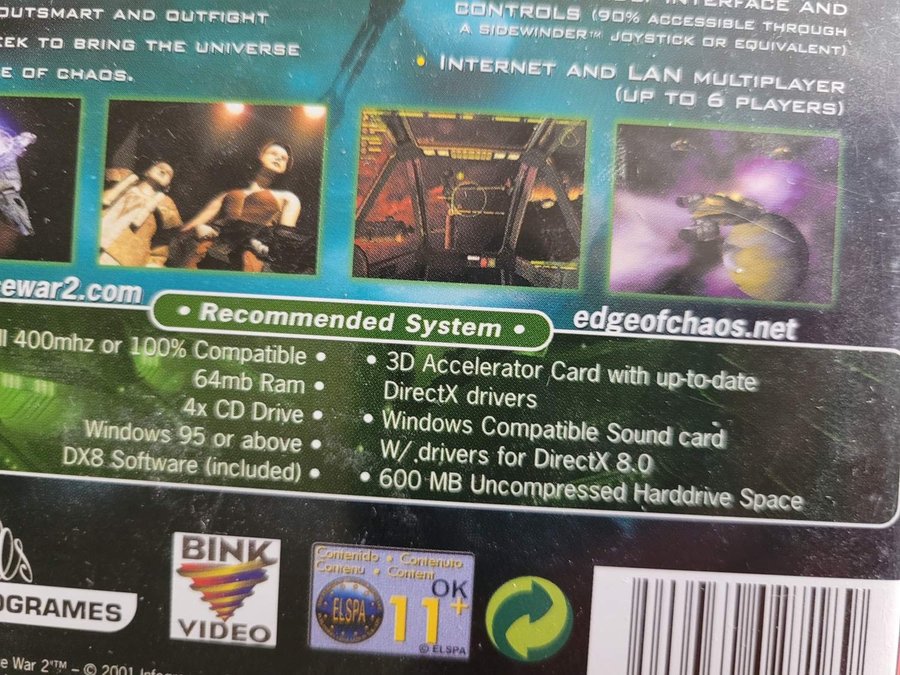 OUTSMART AND OUTFIGHT
EEK TO BRING THE UNIVERSE
E OF CHAOS.
INTERFACE AND
CONTROLS (90% ACCESSIBLE THROUGH
A SIDEWINDER™ JOYSTICK OR EQUIVALENT)
• INTERNET AND LAN MULTIPLAYER
(UP TO 6 PLAYERS)
ewar2.com
• Recommended System •
edgeofchaos.net
II 400mhz or 100% Compatible •
64mb Ram •
4x CD Drive •
Windows 95 or above •
DX8 Software (included) •
• 3D Accelerator Card with up-to-date
DirectX drivers
• Windows Compatible Sound card
W/.drivers for DirectX 8.0
• 600 MB Uncompressed Harddrive Space
OGRAMES
BINK
VIDEO
Contenido • Contenuto
Contenu • Content
ELSPA
OK
11+
© ELSPA
e War 2™ – © 2001 Infogr